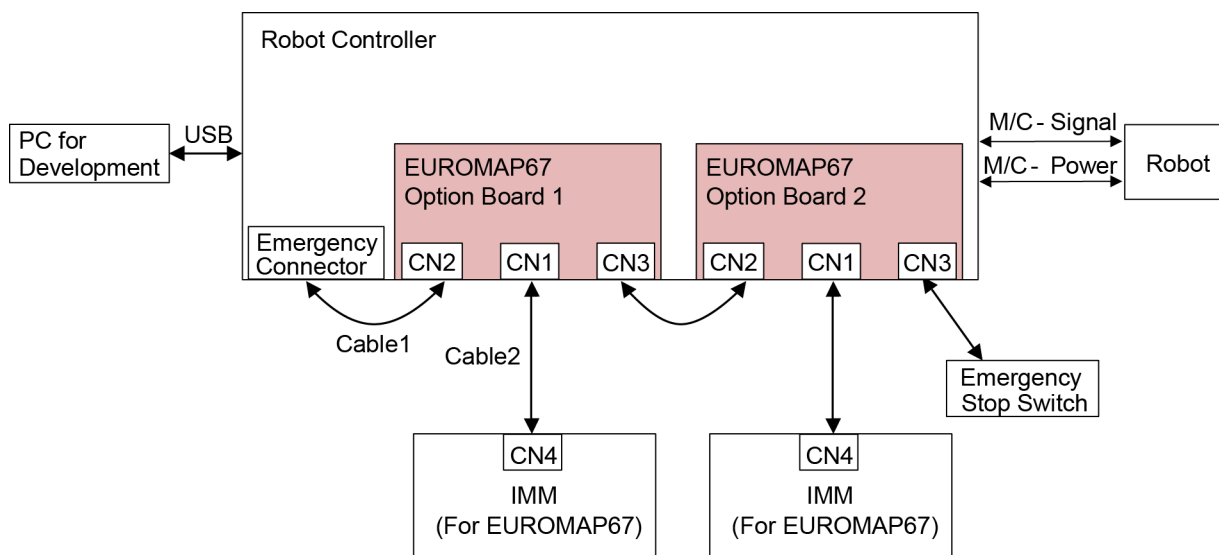 Robot Controller
PC for
Development
USB
M/C - Signal
M/C - Power
Robot
EUROMAP67
Option Board 1
EUROMAP67
Option Board 2
Emergency
Connector
CN2
CN1
CN3
CN2
CN1
CN3
Cable1
Cable2
Emergency
Stop Switch
CN4
IMM
(For EUROMAP67)
CN4
IMM
(For EUROMAP67)